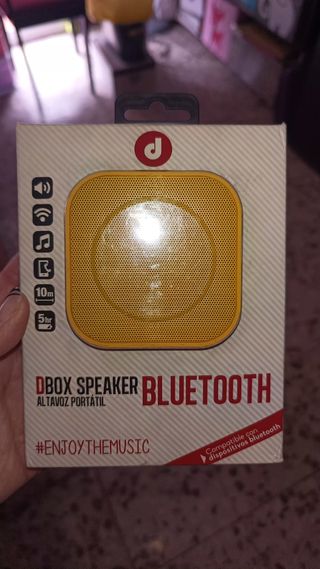 d
10m
5hr
DBOX SPEAKER BLUETOOTH
ALTAVOZ PORTÁTIL
#ENJOYTHEMUSIC
Compatible con
dispositivos bluetooth